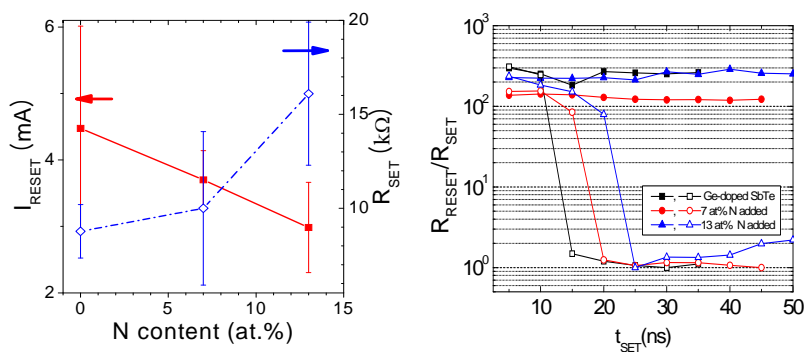 6
4
2
I_RESET (mA)
0
5
10
15
N content (at.%)
20
16
10
R_SET (kΩ)
R_RESET/R_SET
10^3
10^2
10^1
10^0
10
20
30
40
50
t_SET(ns)
, Ge-doped SbTe
, 7 at% N added
, 13 at% N added